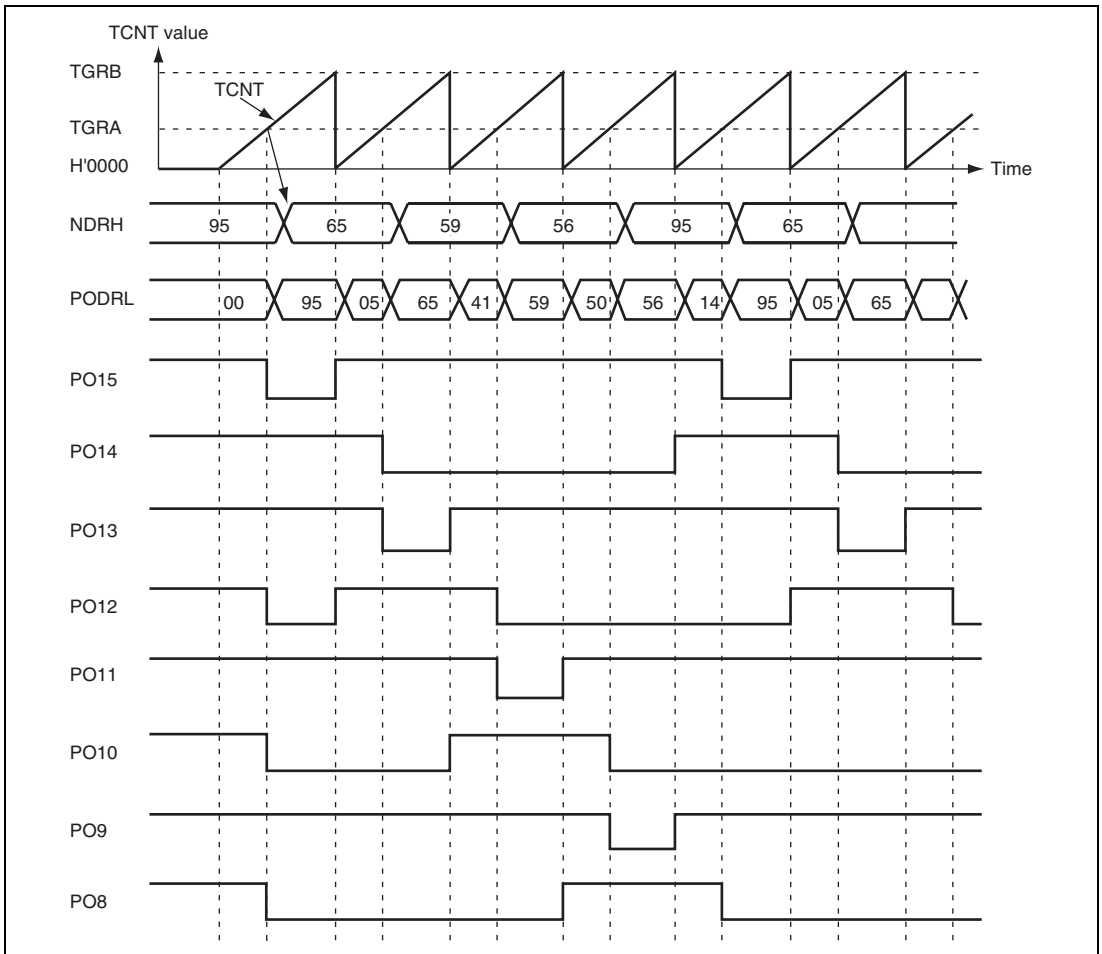 TCNT value
TGRB
TCNT
TGRA
H'0000
Time
NDRH 95 65 59 56 95 65
PODRL 00 95 05 65 41 59 50 56 14 95 05 65
PO15
PO14
PO13
PO12
PO11
PO10
PO9
PO8